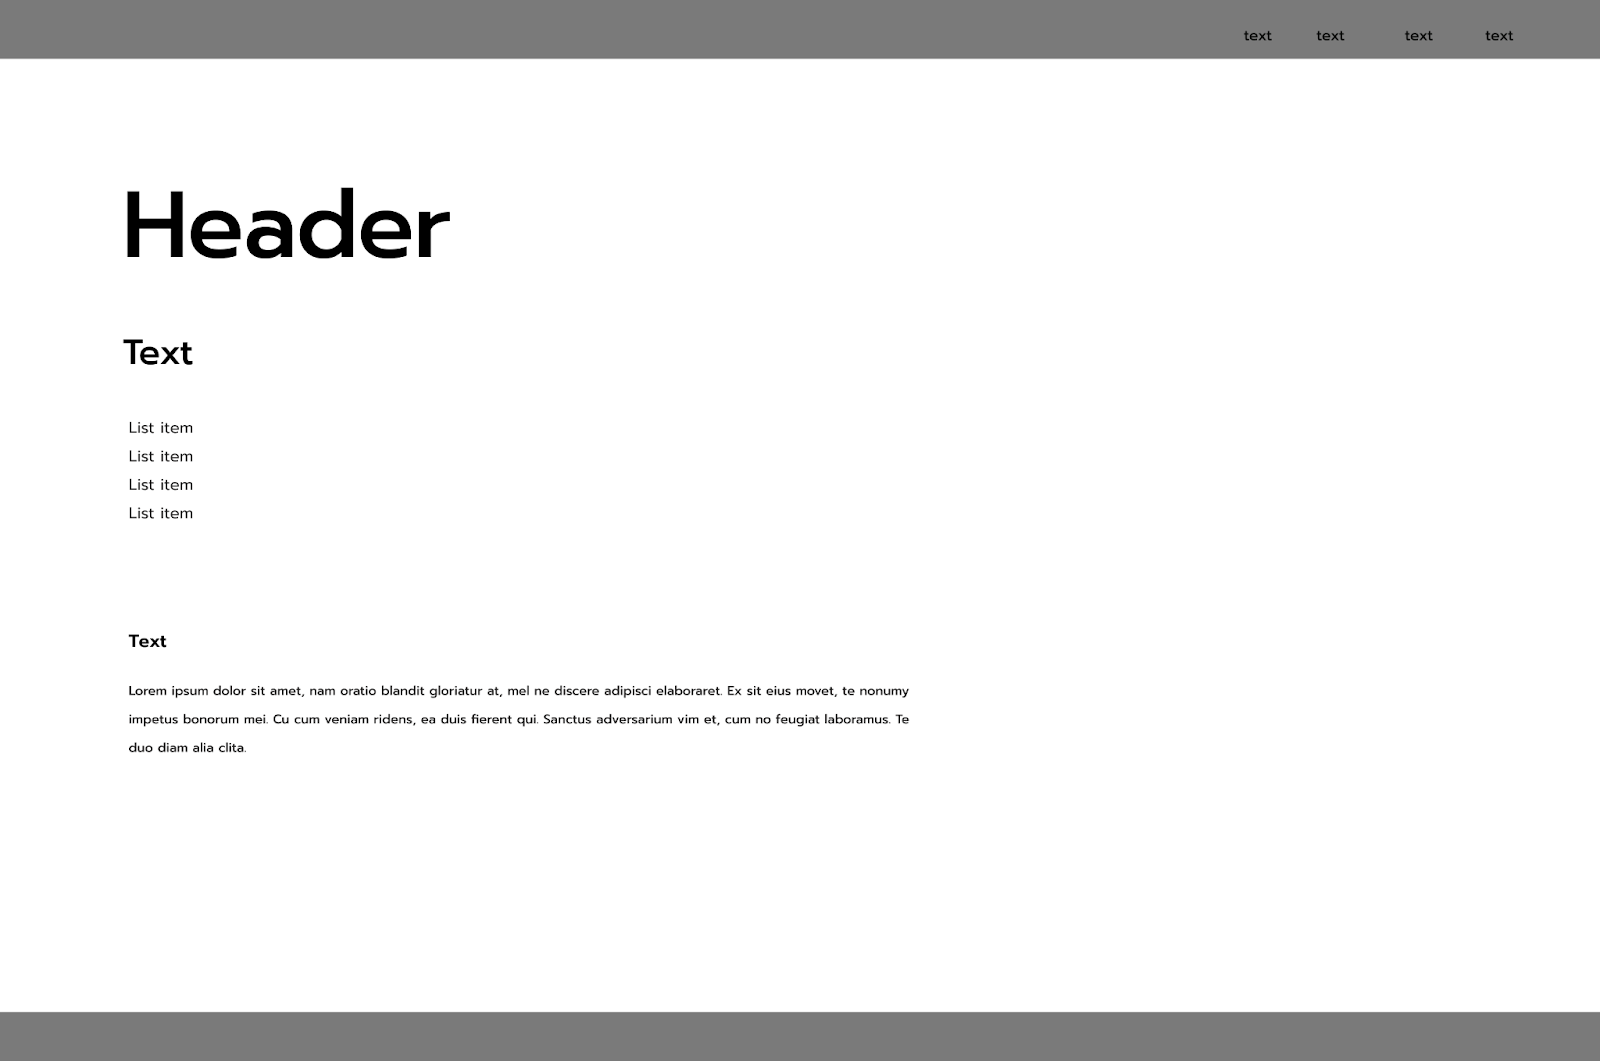 text text text text
Header
Text
List item
List item
List item
List item
Text
Lorem ipsum dolor sit amet, nam oratio blandit gloriatur at, mel ne discere adipisci elaboraret. Ex sit eius movet, te nonumy
impetus bonorum mei. Cu cum veniam ridens, ea duis fierent qui. Sanctus adversarium vim et, cum no feugiat laboramus. Te
duo diam alia clita.